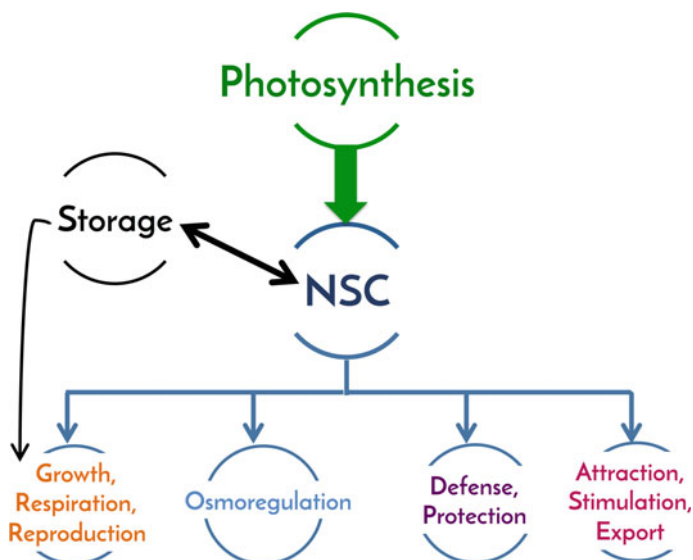 Photosynthesis
Storage
NSC
Growth,
Respiration,
Reproduction
Osmoregulation
Defense,
Protection
Attraction,
Stimulation,
Export